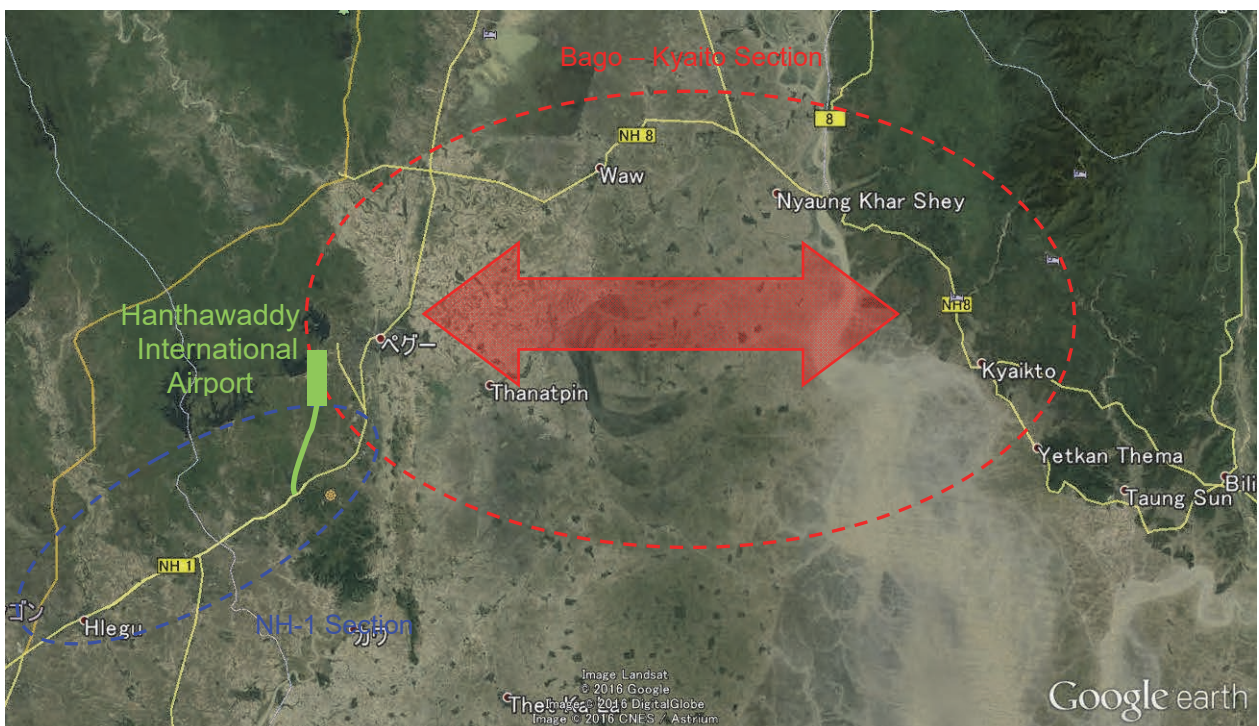 Bago – Kyaito Section
8
NH 8
Waw
Nyaung Khar Shey
Hanthawaddy
International
Airport
NH8
ペグー
Kyaikto
Thanatpin
Yetkan Thema
Bili
Taung Sun
NH 1
ゴン
Hlegu
NH-1 Section
カワ
Image Landsat
© 2016 Google
Image © 2016 DigitalGlobe
Image © 2016 CNES / Astrium
Google earth